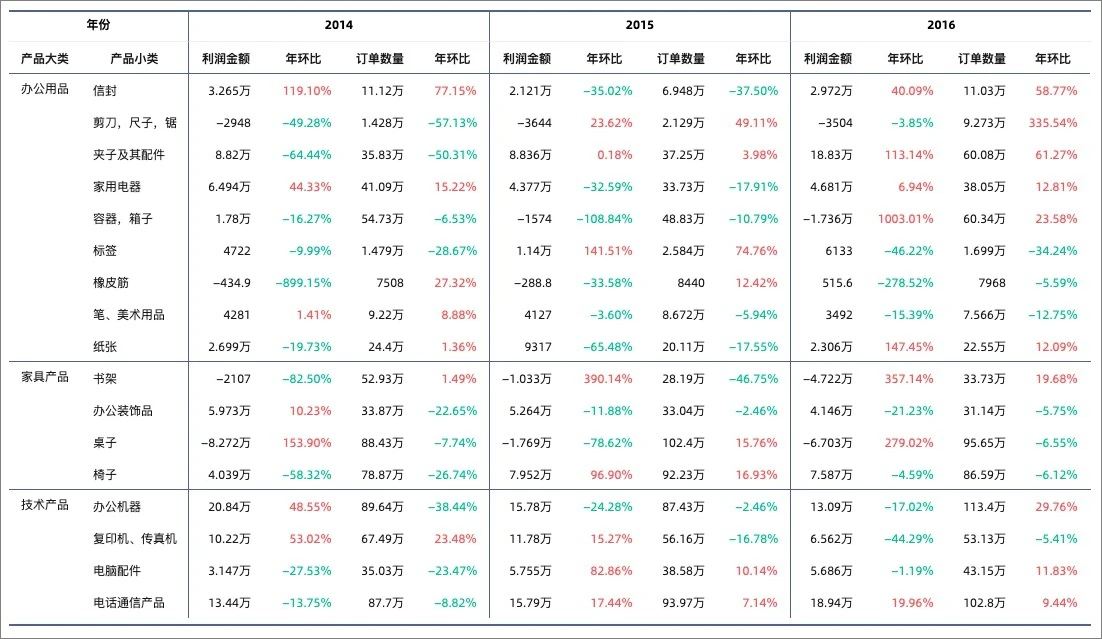 年份 2014 2015 2016
产品大类 产品小类 利润金额 年环比 订单数量 年环比 利润金额 年环比 订单数量 年环比 利润金额 年环比 订单数量 年环比
办公用品 信封 3.265万 119.10% 11.12万 77.15% 2.121万 −35.02% 6.948万 −37.50% 2.972万 40.09% 11.03万 58.77%
剪刀，尺子，锯 −2948 −49.28% 1.428万 −57.13% −3644 23.62% 2.129万 49.11% −3504 −3.85% 9.273万 335.54%
夹子及其配件 8.82万 −64.44% 35.83万 −50.31% 8.836万 0.18% 37.25万 3.98% 18.83万 113.14% 60.08万 61.27%
家用电器 6.494万 44.33% 41.09万 15.22% 4.377万 −32.59% 33.73万 −17.91% 4.681万 6.94% 38.05万 12.81%
容器，箱子 1.78万 −16.27% 54.73万 −6.53% −1574 −108.84% 48.83万 −10.79% −1.736万 1003.01% 60.34万 23.58%
标签 4722 −9.99% 1.479万 −28.67% 1.14万 141.51% 2.584万 74.76% 6133 −46.22% 1.699万 −34.24%
橡皮筋 −434.9 −899.15% 7508 27.32% −288.8 −33.58% 8440 12.42% 515.6 −278.52% 7968 −5.59%
笔、美术用品 4281 1.41% 9.22万 8.88% 4127 −3.60% 8.672万 −5.94% 3492 −15.39% 7.566万 −12.75%
纸张 2.699万 −19.73% 24.4万 1.36% 9317 −65.48% 20.11万 −17.55% 2.306万 147.45% 22.55万 12.09%
家具产品 书架 −2107 −82.50% 52.93万 1.49% −1.033万 390.14% 28.19万 −46.75% −4.722万 357.14% 33.73万 19.68%
办公装饰品 5.973万 10.23% 33.87万 −22.65% 5.264万 −11.88% 33.04万 −2.46% 4.146万 −21.23% 31.14万 −5.75%
桌子 −8.272万 153.90% 88.43万 −7.74% −1.769万 −78.62% 102.4万 15.76% −6.703万 279.02% 95.65万 −6.55%
椅子 4.039万 −58.32% 78.87万 −26.74% 7.952万 96.90% 92.23万 16.93% 7.587万 −4.59% 86.59万 −6.12%
技术产品 办公机器 20.84万 48.55% 89.64万 −38.44% 15.78万 −24.28% 87.43万 −2.46% 13.09万 −17.02% 113.4万 29.76%
复印机、传真机 10.22万 53.02% 67.49万 23.48% 11.78万 15.27% 56.16万 −16.78% 6.562万 −44.29% 53.13万 −5.41%
电脑配件 3.147万 −27.53% 35.03万 −23.47% 5.755万 82.86% 38.58万 10.14% 5.686万 −1.19% 43.15万 11.83%
电话通信产品 13.44万 −13.75% 87.7万 −8.82% 15.79万 17.44% 93.97万 7.14% 18.94万 19.96% 102.8万 9.44%